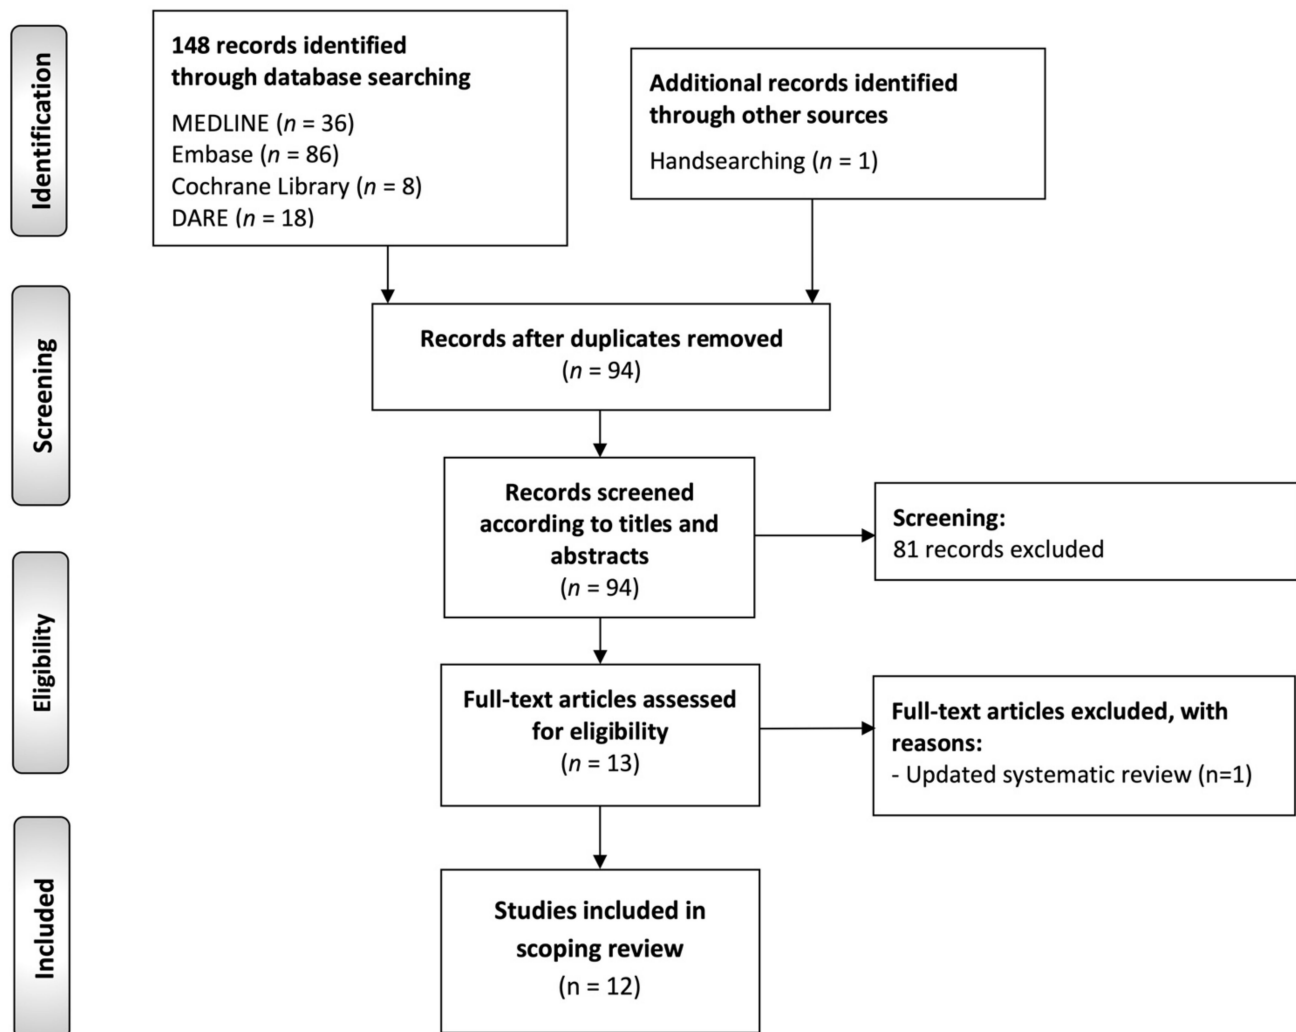 Identification
148 records identified
through database searching
MEDLINE (n = 36)
Embase (n = 86)
Cochrane Library (n = 8)
DARE (n = 18)
Additional records identified
through other sources
Handsearching (n = 1)
Screening
Records after duplicates removed
(n = 94)
Records screened
according to titles and
abstracts
(n = 94)
Screening:
81 records excluded
Eligibility
Full-text articles assessed
for eligibility
(n = 13)
Full-text articles excluded, with
reasons:
- Updated systematic review (n=1)
Included
Studies included in
scoping review
(n = 12)